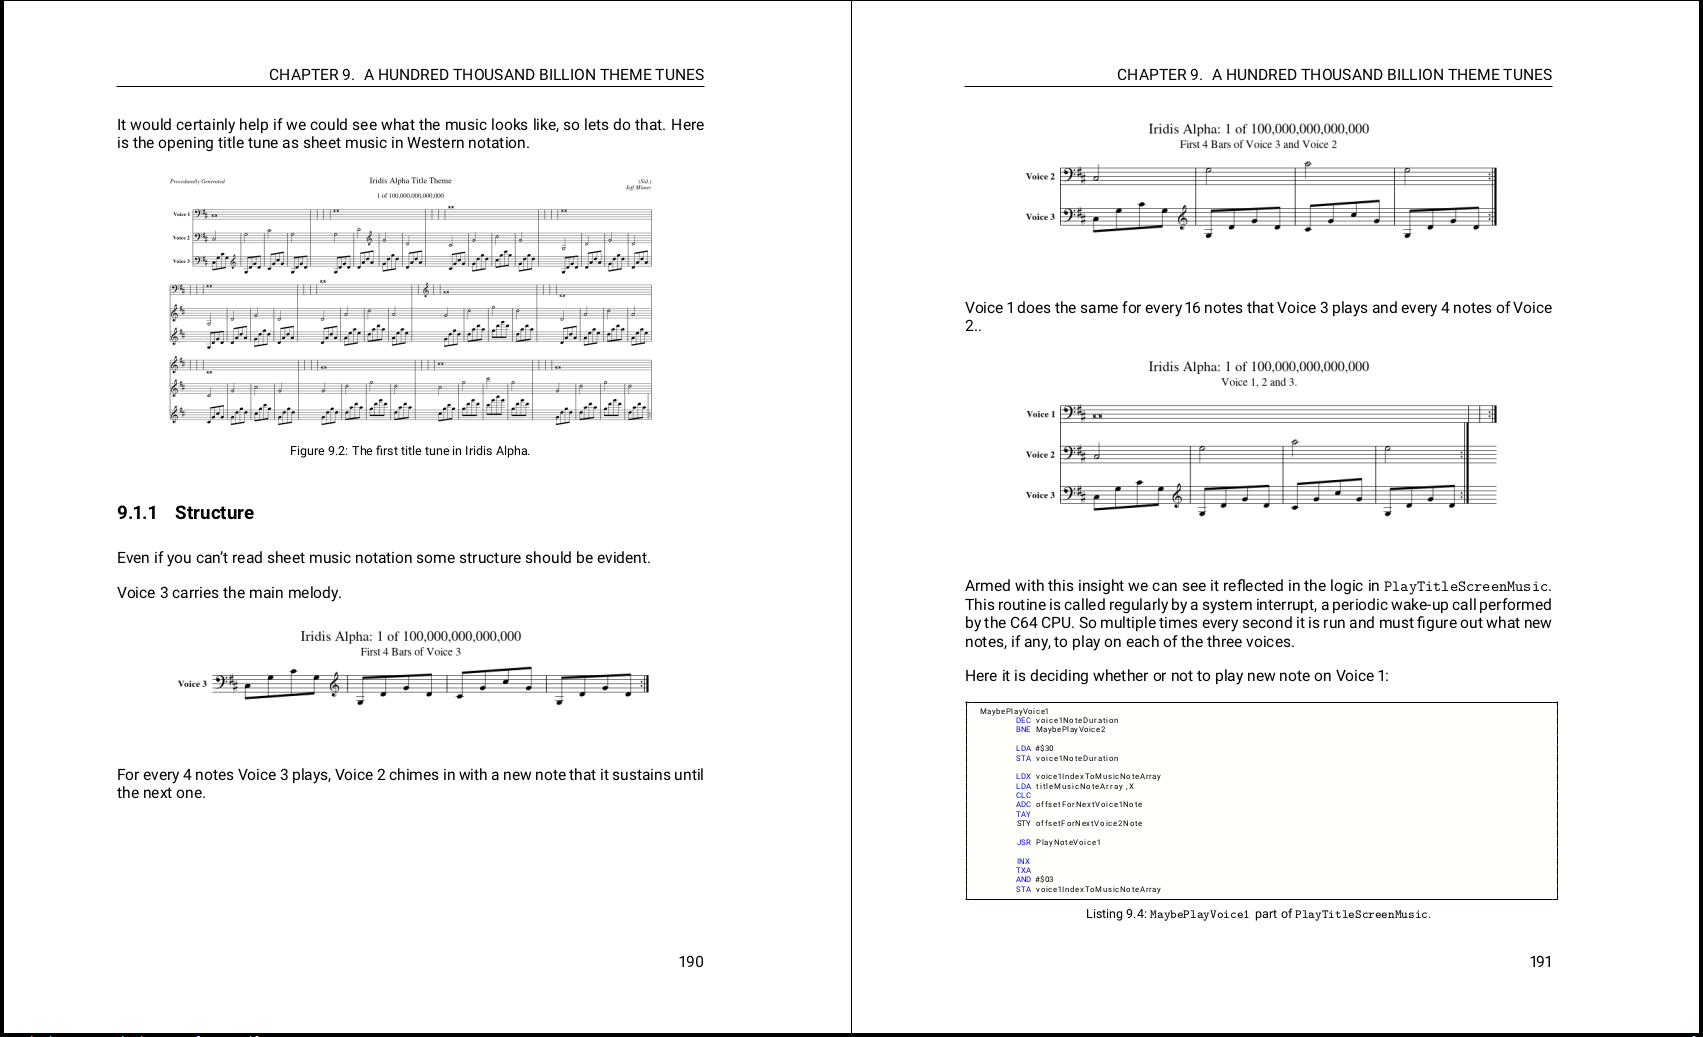 CHAPTER 9. A HUNDRED THOUSAND BILLION THEME TUNES
It would certainly help if we could see what the music looks like, so lets do that. Here
is the opening title tune as sheet music in Western notation.
Procedurally Generated
Iridis Alpha Title Theme
1 of 100,000,000,000,000
(Sid.)
Jeff Minter
Voice 1
Voice 2
Voice 3
Figure 9.2: The first title tune in Iridis Alpha.
9.1.1 Structure
Even if you can't read sheet music notation some structure should be evident.
Voice 3 carries the main melody.
Iridis Alpha: 1 of 100,000,000,000,000
First 4 Bars of Voice 3
Voice 3
For every 4 notes Voice 3 plays, Voice 2 chimes in with a new note that it sustains until
the next one.
190
CHAPTER 9. A HUNDRED THOUSAND BILLION THEME TUNES
Iridis Alpha: 1 of 100,000,000,000,000
First 4 Bars of Voice 3 and Voice 2
Voice 2
Voice 3
Voice 1 does the same for every 16 notes that Voice 3 plays and every 4 notes of Voice
2..
Iridis Alpha: 1 of 100,000,000,000,000
Voice 1, 2 and 3.
Voice 1
Voice 2
Voice 3
Armed with this insight we can see it reflected in the logic in PlayTitleScreenMusic.
This routine is called regularly by a system interrupt, a periodic wake-up call performed
by the C64 CPU. So multiple times every second it is run and must figure out what new
notes, if any, to play on each of the three voices.
Here it is deciding whether or not to play new note on Voice 1:
MaybePlayVoice1
DEC voice1NoteDuration
BNE MaybePlayVoice2
LDA #$30
STA voice1NoteDuration
LDX voice1IndexToMusicNoteArray
LDA titleMusicNoteArray,X
CLC
ADC offsetForNextVoice1Note
TAY
STY offsetForNextVoice2Note
JSR PlayNoteVoice1
INX
TXA
AND #$03
STA voice1IndexToMusicNoteArray
Listing 9.4: MaybePlayVoice1 part of PlayTitleScreenMusic.
191